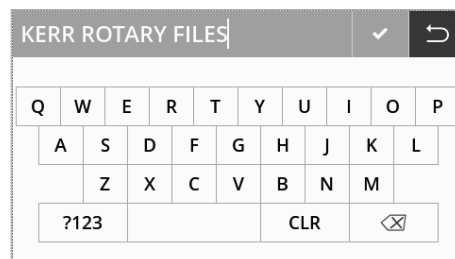 KERR ROTARY FILES
Q W E R T Y U I O P
A S D F G H J K L
Z X C V B N M
?123 CLR